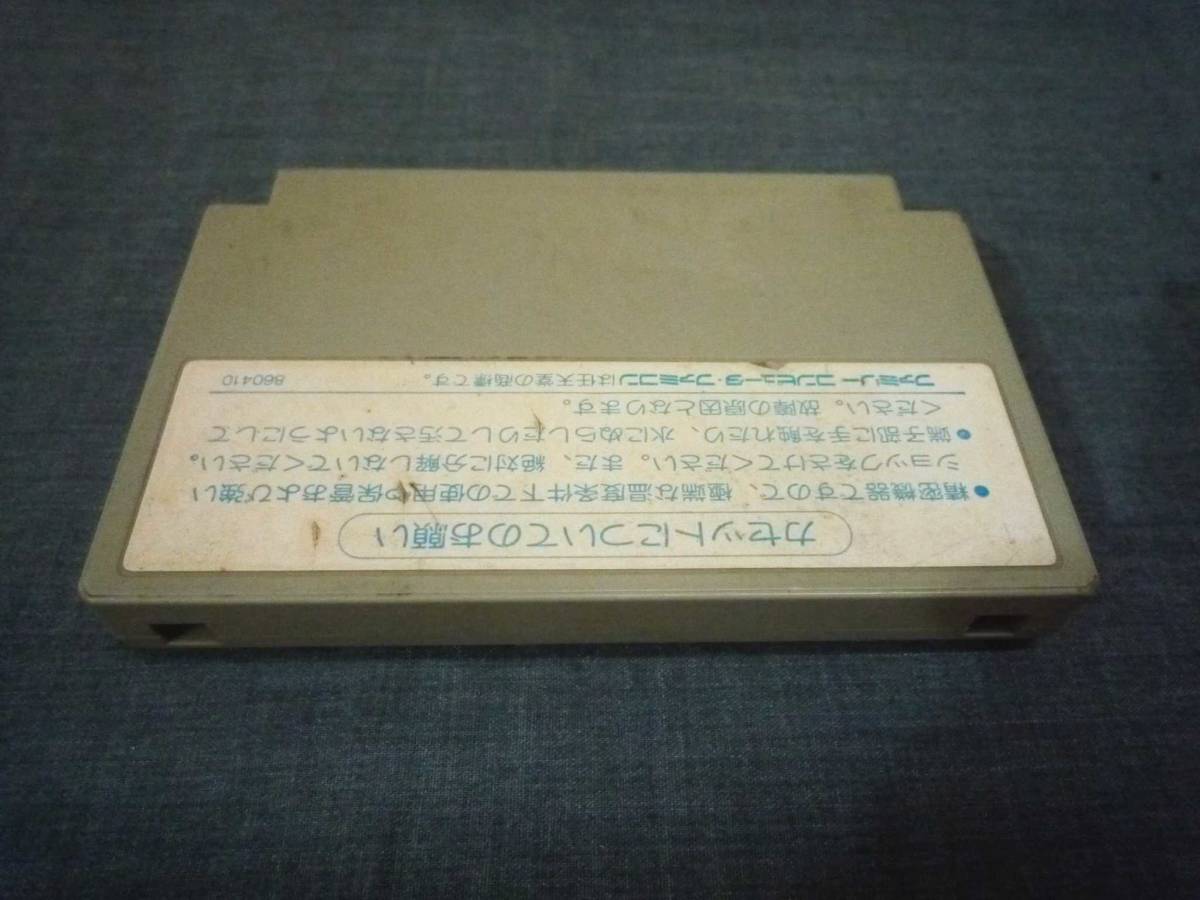 カセットについてのお願い
●精密機器ですので、極端な温度条件下での使用や保管および強い
ショックをさけてください。また、絶対に分解しないでください。
●端子部に手を触れたり、水にぬらしたりして汚さないようにして
ください。故障の原因となります。
ファミリーコンピュータ・ファミコンは任天堂の商標です。 860410